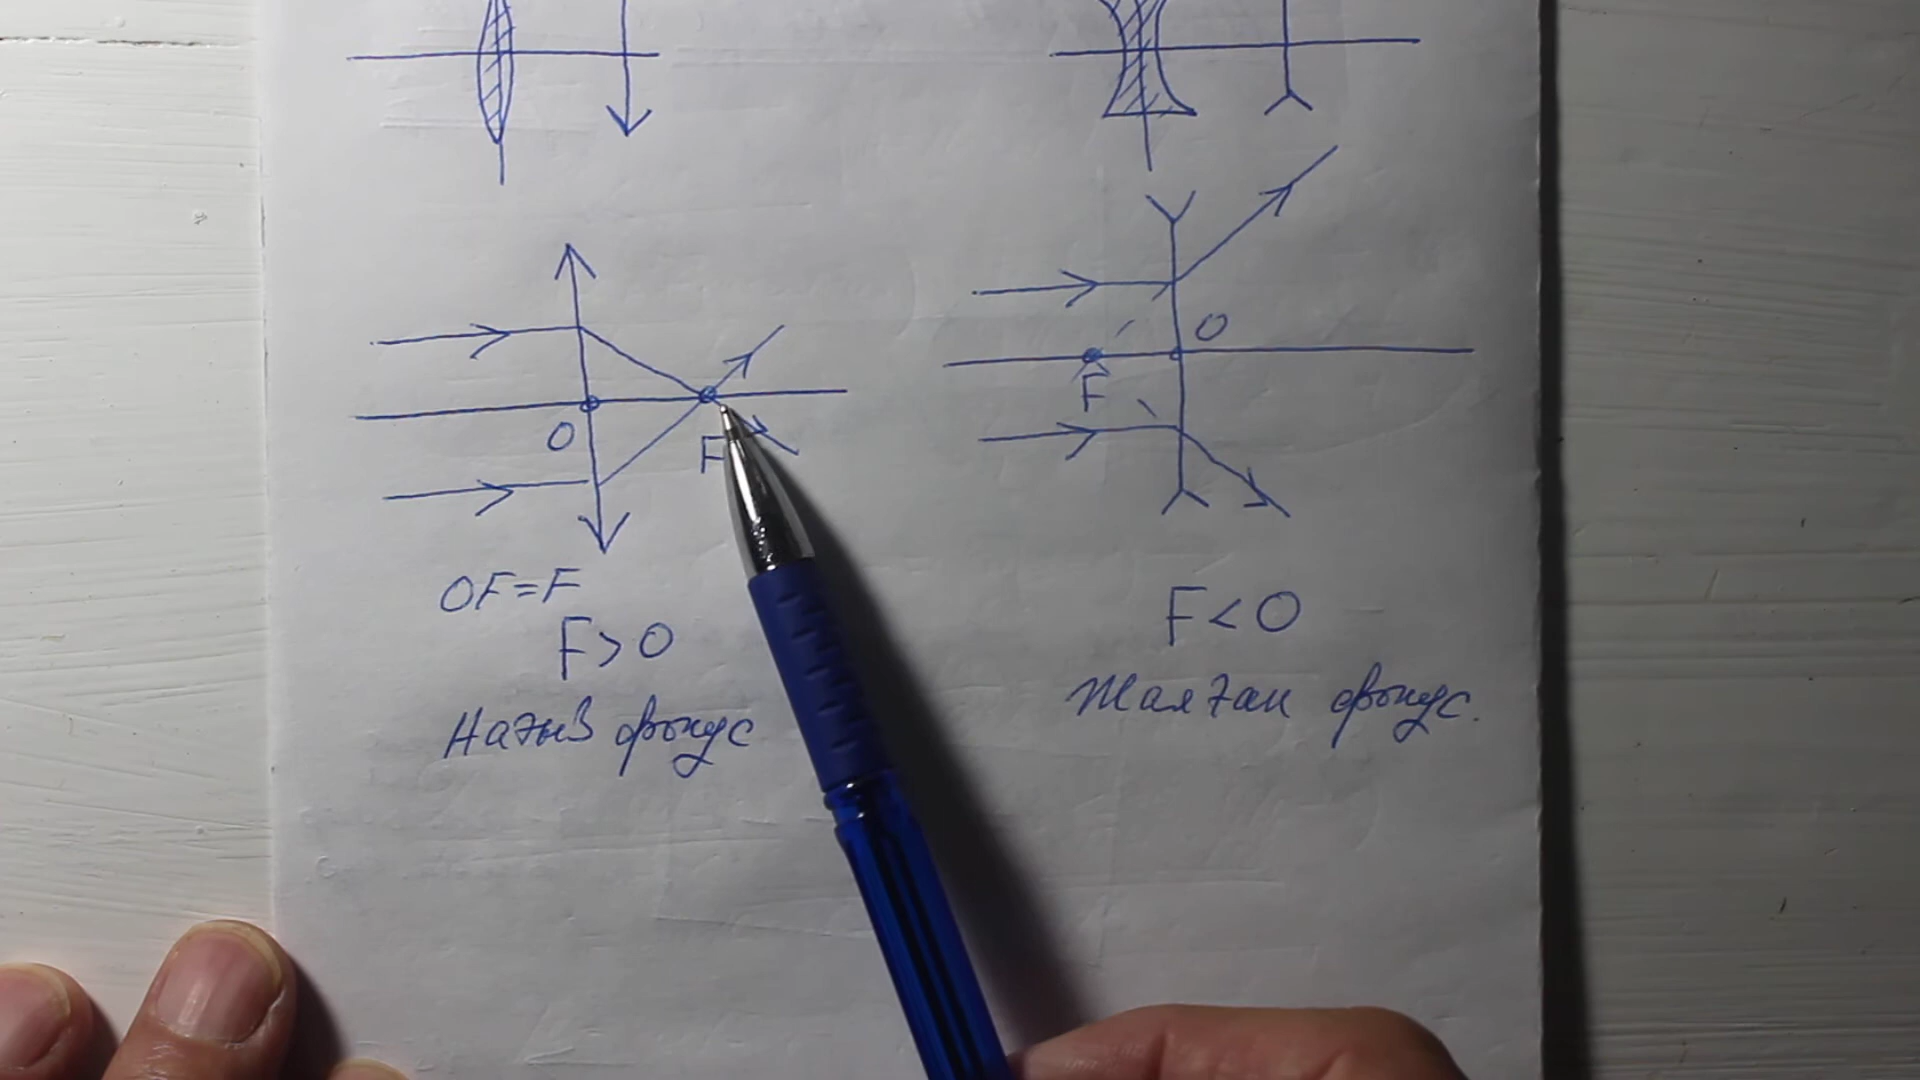 O
F
O
F
OF=F
F>0
Нағыз фокус
F<0
Жалған фокус.